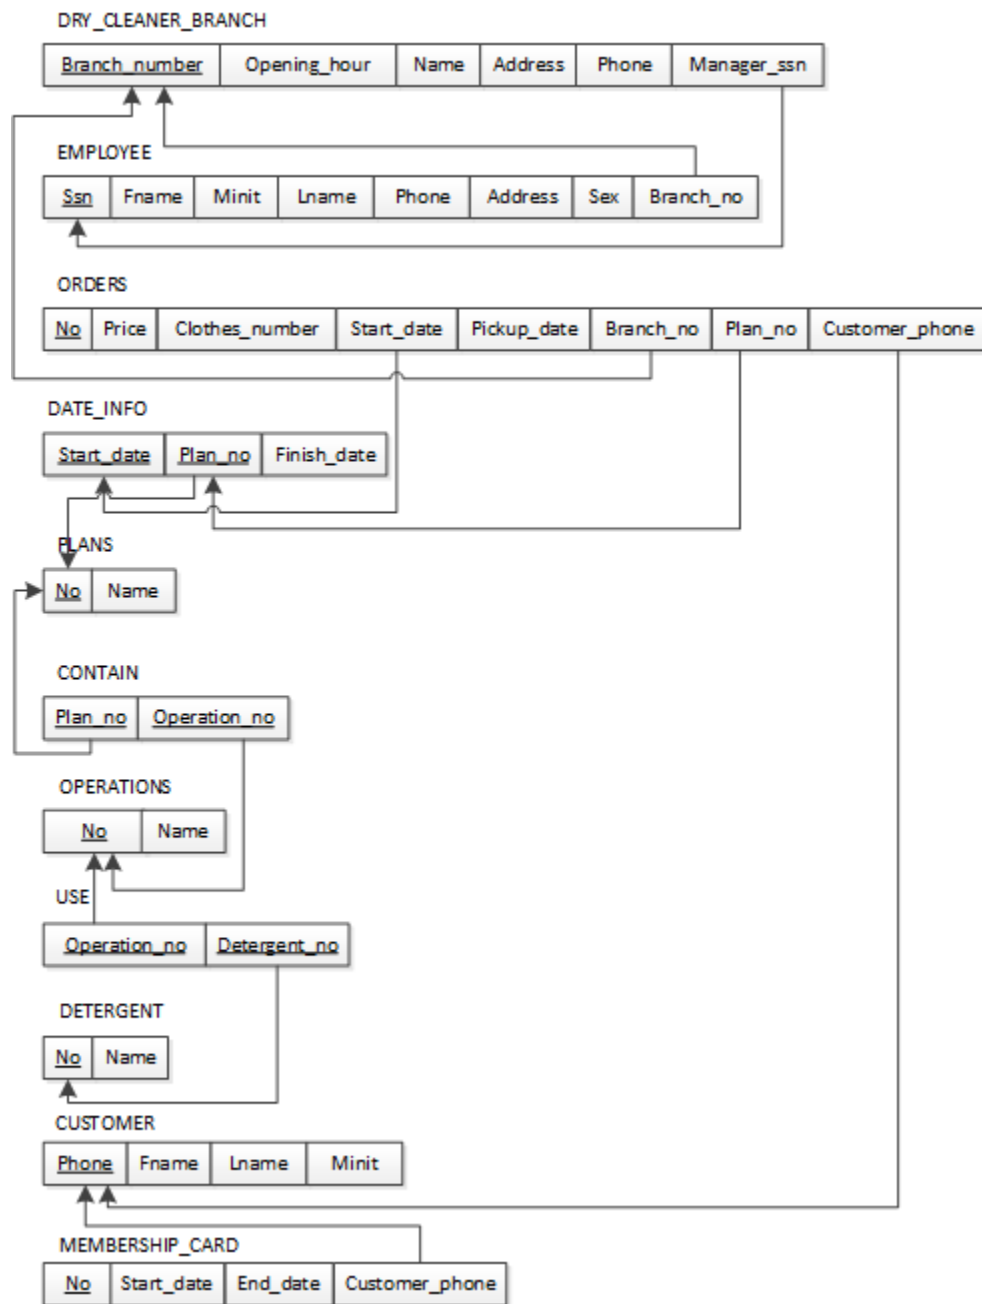 DRY_CLEANER_BRANCH
Branch_number Opening_hour Name Address Phone Manager_ssn
EMPLOYEE
Ssn Fname Minit Lname Phone Address Sex Branch_no
ORDERS
No Price Clothes_number Start_date Pickup_date Branch_no Plan_no Customer_phone
DATE_INFO
Start_date Plan_no Finish_date
PLANS
No Name
CONTAIN
Plan_no Operation_no
OPERATIONS
No Name
USE
Operation_no Detergent_no
DETERGENT
No Name
CUSTOMER
Phone Fname Lname Minit
MEMBERSHIP_CARD
No Start_date End_date Customer_phone